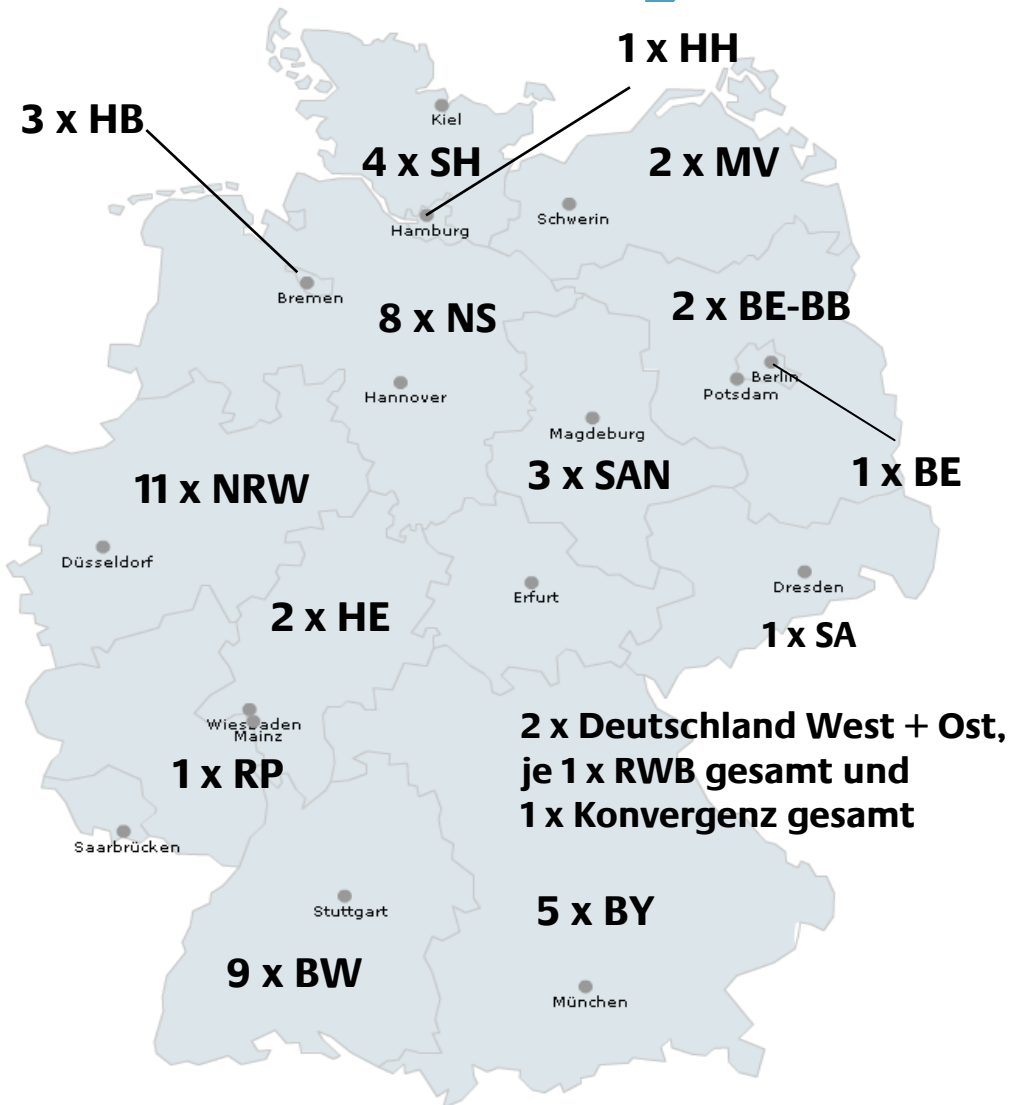 1 x HH
3 x HB
Kiel
4 x SH
2 x MV
Schwerin
Hamburg
Bremen
8 x NS
2 x BE-BB
Hannover
Berlin
Potsdam
Magdeburg
11 x NRW
3 x SAN
1 x BE
Düsseldorf
Erfurt
Dresden
2 x HE
1 x SA
Wiesbaden
Mainz
2 x Deutschland West + Ost,
je 1 x RWB gesamt und
1 x Konvergenz gesamt
1 x RP
Saarbrücken
Stuttgart
5 x BY
9 x BW
München